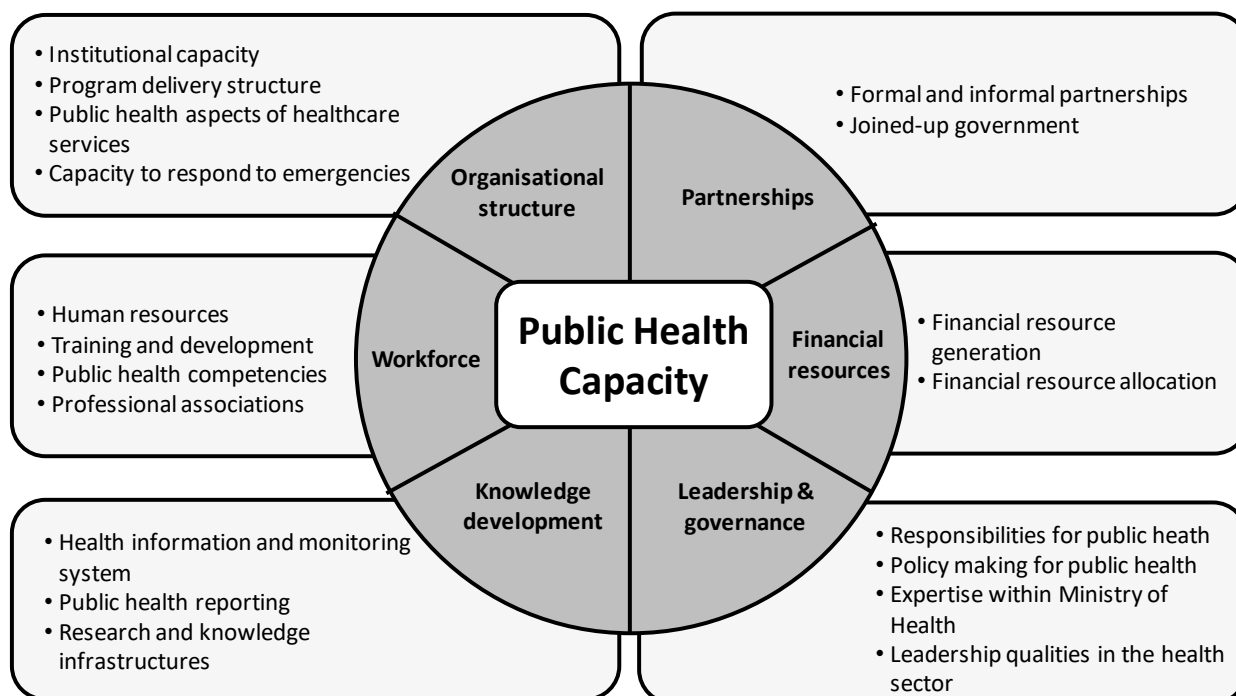 • Institutional capacity
• Program delivery structure
• Public health aspects of healthcare
services
• Capacity to respond to emergencies
• Formal and informal partnerships
• Joined-up government
Organisational
structure
Partnerships
• Human resources
• Training and development
• Public health competencies
• Professional associations
Workforce
Public Health
Capacity
Financial
resources
• Financial resource
generation
• Financial resource allocation
Knowledge
development
Leadership &
governance
• Health information and monitoring
system
• Public health reporting
• Research and knowledge
infrastructures
• Responsibilities for public heath
• Policy making for public health
• Expertise within Ministry of
Health
• Leadership qualities in the health
sector